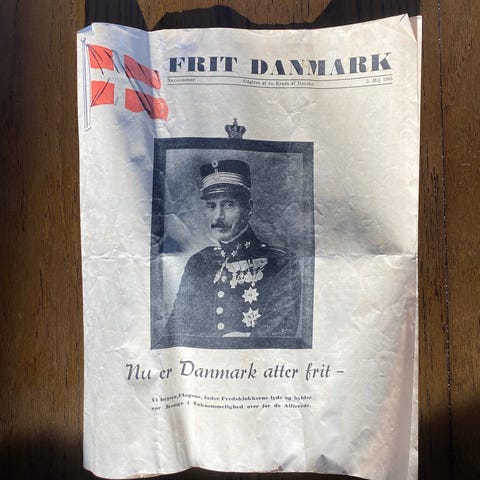 FRIT DANMARK
Særnummer Udgivet af en Kreds af Danske 5. Maj 1945
Nu er Danmark atter frit –
Vi hejser Flagene, lader Fredsklokkerne lyde og hylder
vor Konge i Taknemmelighed over for de Allierede.